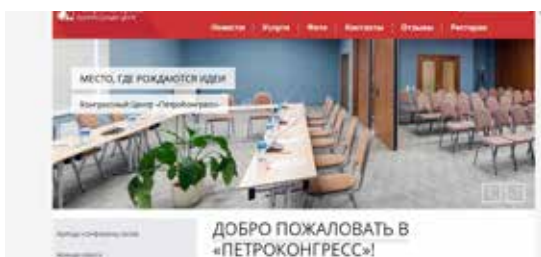 Новости Услуги Фото Контакты Отзывы Ресторан
МЕСТО, ГДЕ РОЖДАЮТСЯ ИДЕИ
Конгрессный Центр «ПетроКонгресс»
ДОБРО ПОЖАЛОВАТЬ В
«ПЕТРОКОНГРЕСС»!